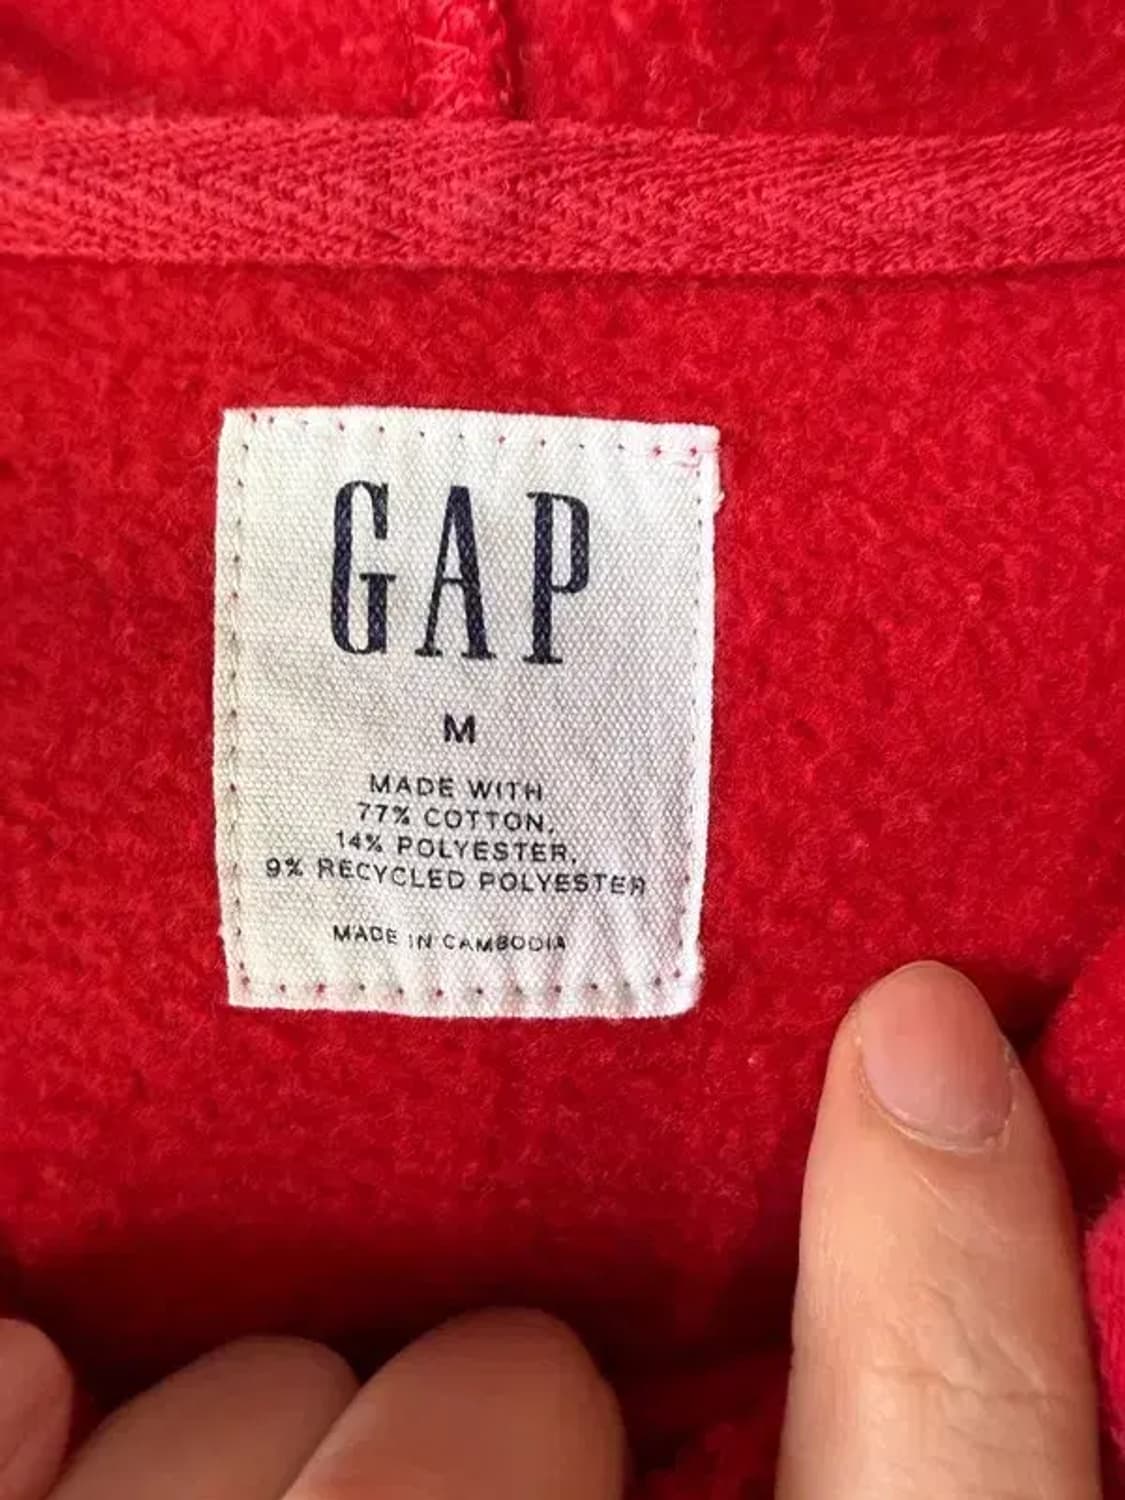 GAP
M
MADE WITH
77% COTTON,
14% POLYESTER,
9% RECYCLED POLYESTER
MADE IN CAMBODIA